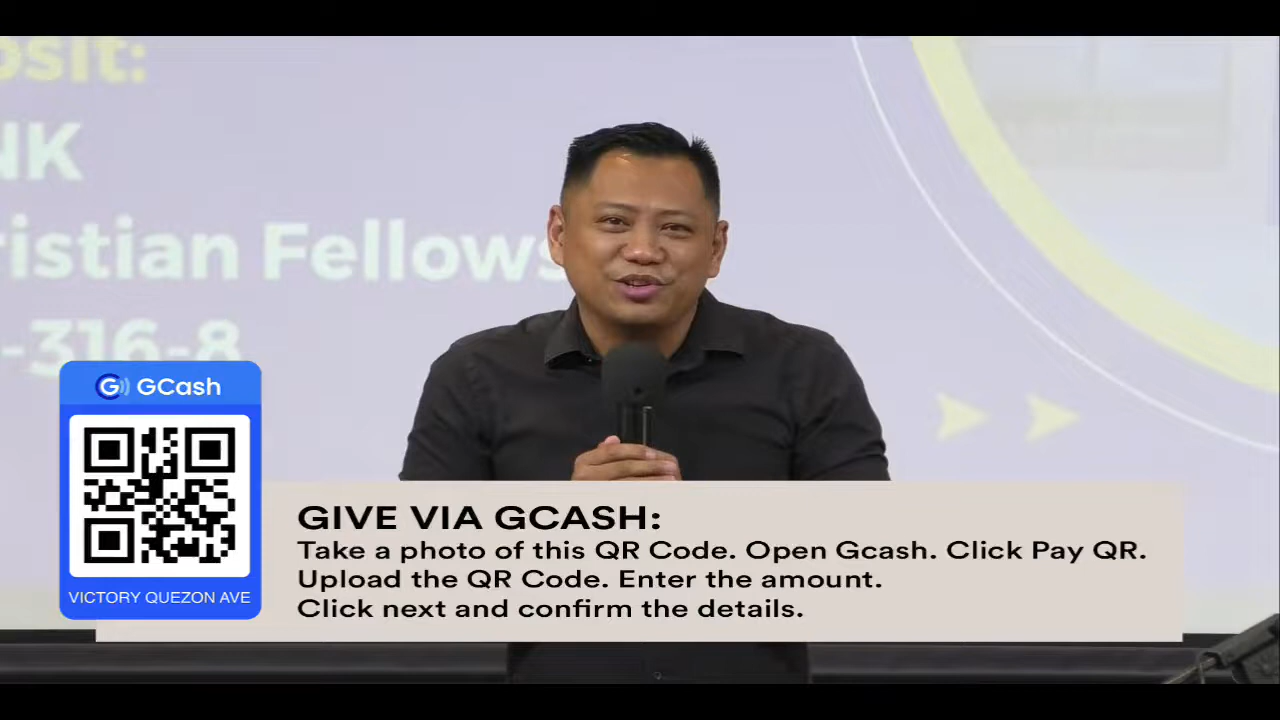 osit:
NK
ristian Fellows
-316-8
GCash
VICTORY QUEZON AVE
GIVE VIA GCASH:
Take a photo of this QR Code. Open Gcash. Click Pay QR.
Upload the QR Code. Enter the amount.
Click next and confirm the details.